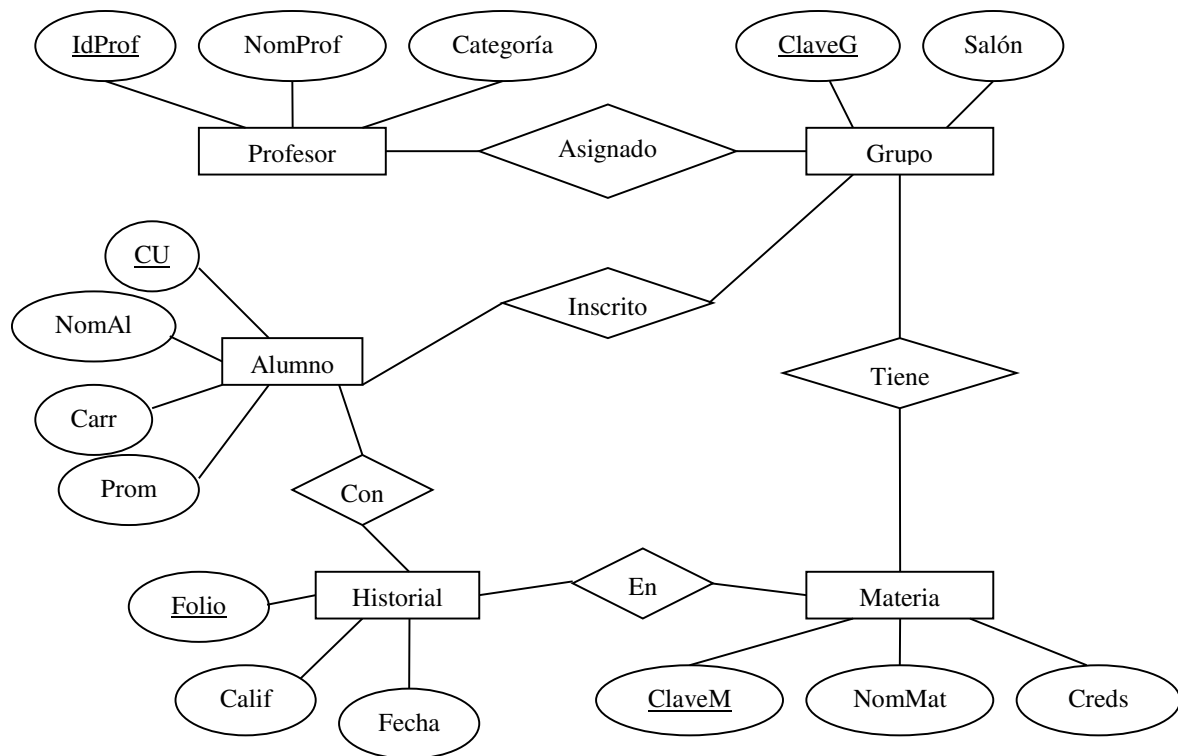 IdProf
NomProf
Categoría
ClaveG
Salón
Profesor
Asignado
Grupo
CU
NomAl
Inscrito
Alumno
Tiene
Carr
Prom
Con
Folio
Historial
En
Materia
Calif
Fecha
ClaveM
NomMat
Creds